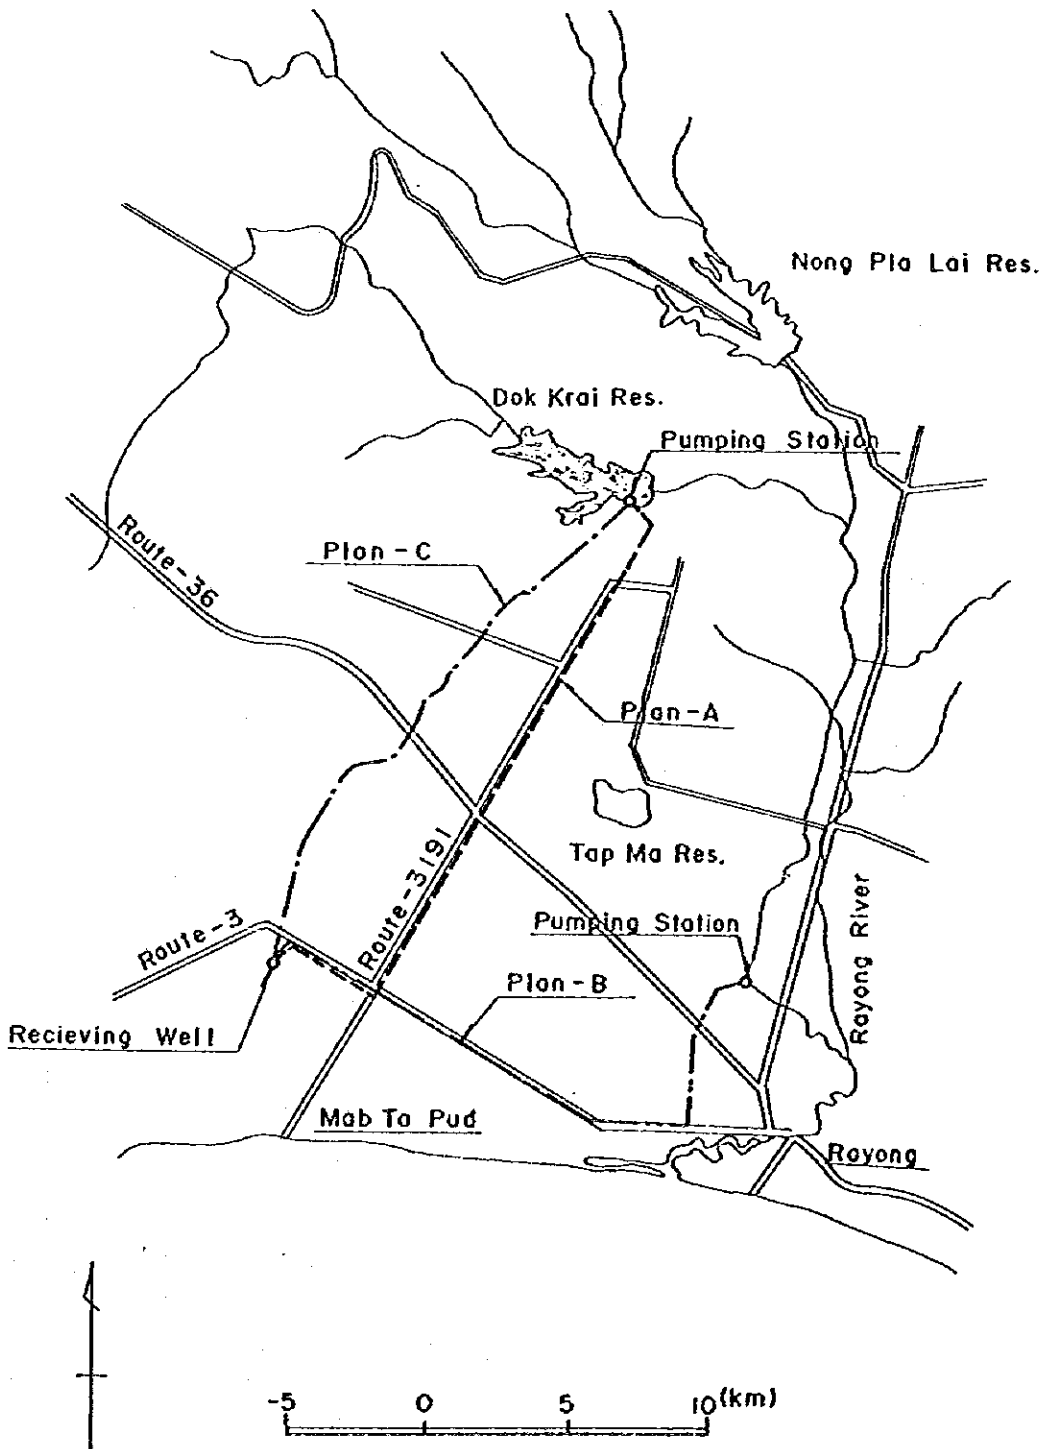 Nong Pla Lai Res.
Dok Krai Res.
Pumping Station
Route-36
Plan-C
Plan-A
Tap Ma Res.
Route-3191
Route-3
Pumping Station
Rayong River
Plan-B
Recieving Well
Mab Ta Pud
Rayong
-5 0 5 10(km)